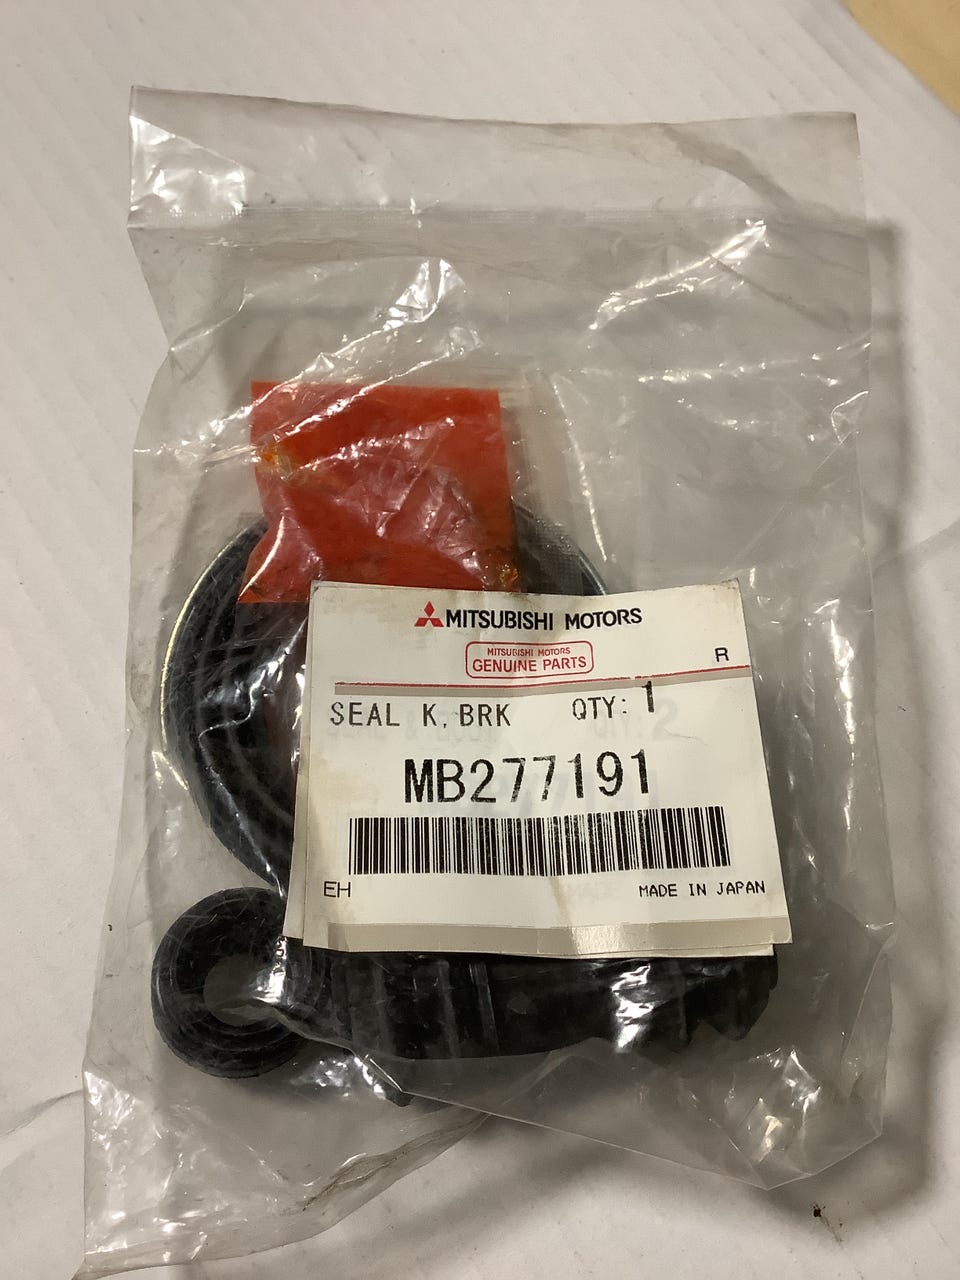 MITSUBISHI MOTORS
MITSUBISHI MOTORS
GENUINE PARTS
R
SEAL K, BRK QTY: 1
MB277191
EH MADE IN JAPAN